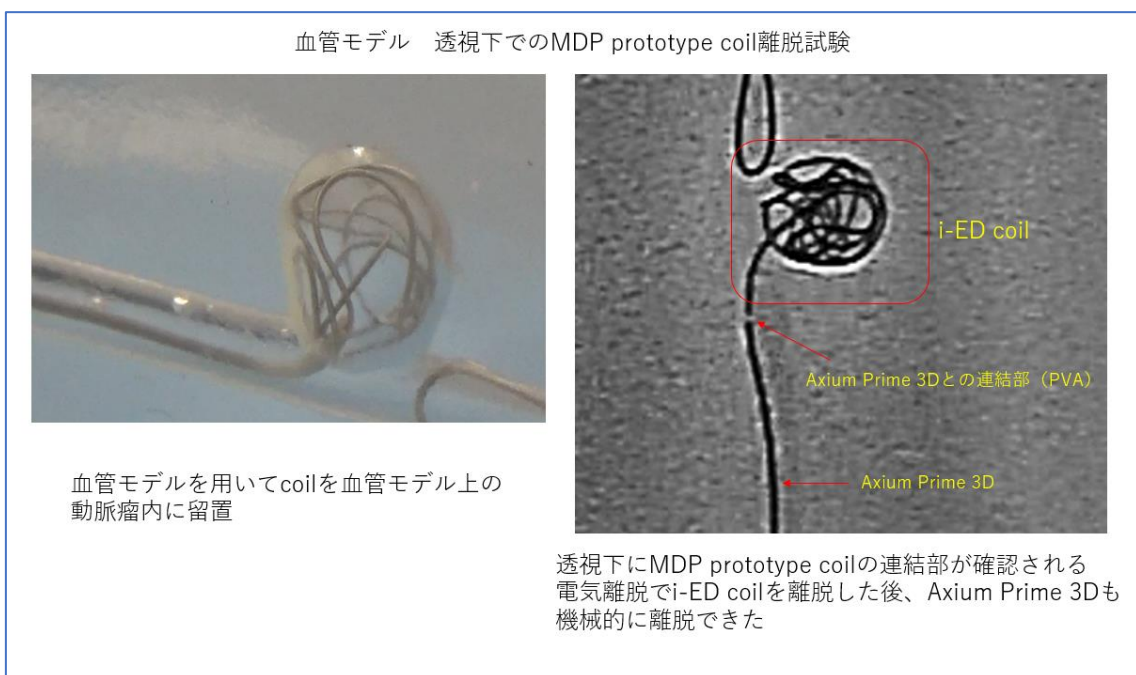 血管モデル　透視下でのMDP prototype coil離脱試験
i-ED coil
Axium Prime 3Dとの連結部（PVA）
Axium Prime 3D
血管モデルを用いてcoilを血管モデル上の
動脈瘤内に留置
透視下にMDP prototype coilの連結部が確認される
電気離脱でi-ED coilを離脱した後、Axium Prime 3Dも
機械的に離脱できた